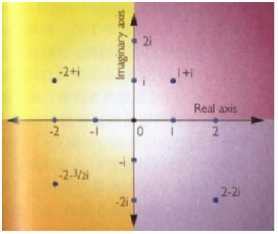 Imaginary axis
2i
-2+i
i
1+i
Real axis
-2
-1
0
1
2
-i
-2-³/2i
-2i
2-2i